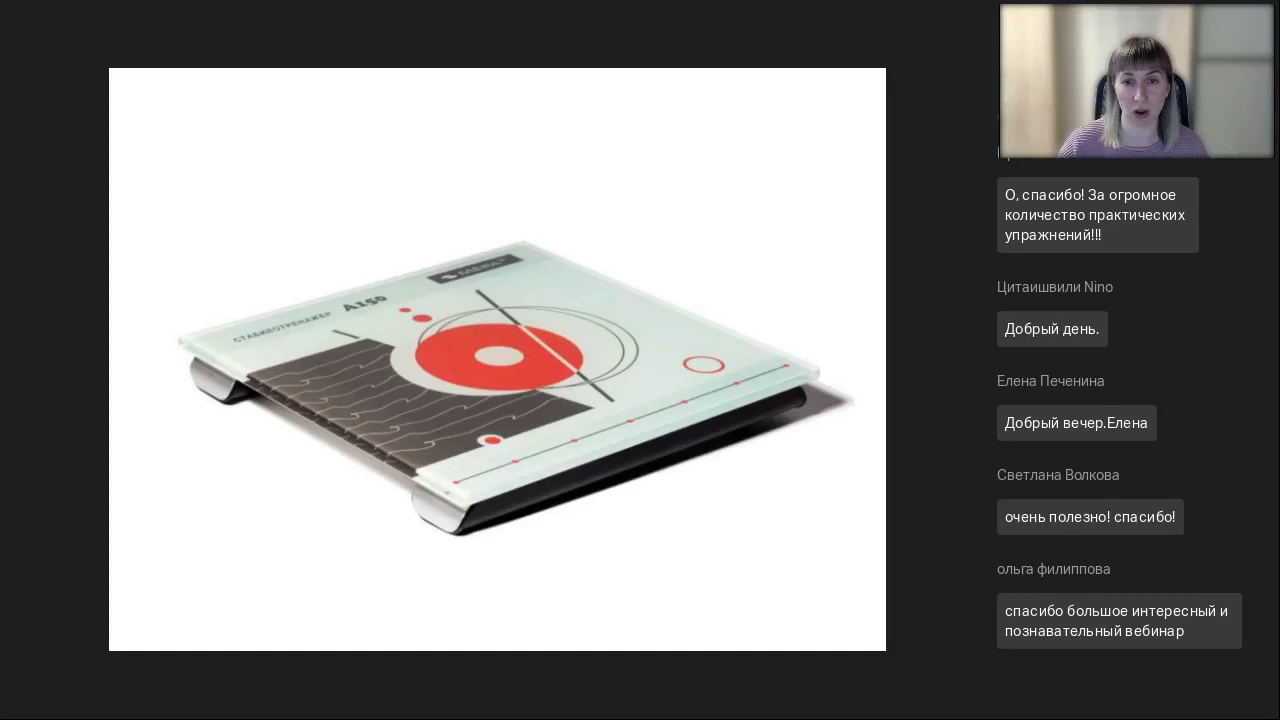 МЕРА
СТАБИЛОТРЕНАЖЕР А150
О, спасибо! За огромное
количество практических
упражнений!!!
Цитаишвили Nino
Добрый день.
Елена Печенина
Добрый вечер.Елена
Светлана Волкова
очень полезно! спасибо!
ольга филиппова
спасибо большое интересный и
познавательный вебинар